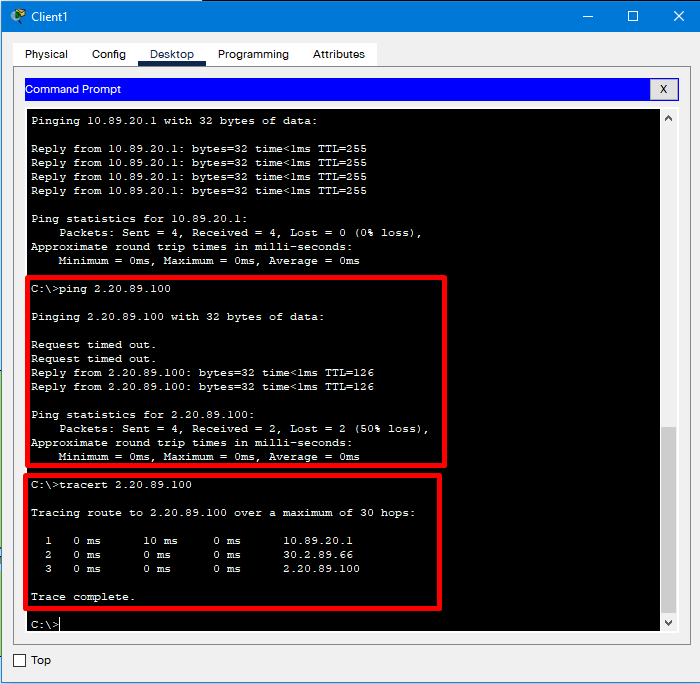 Client1
Physical Config Desktop Programming Attributes
Command Prompt X
Pinging 10.89.20.1 with 32 bytes of data:
Reply from 10.89.20.1: bytes=32 time<1ms TTL=255
Reply from 10.89.20.1: bytes=32 time<1ms TTL=255
Reply from 10.89.20.1: bytes=32 time<1ms TTL=255
Reply from 10.89.20.1: bytes=32 time<1ms TTL=255
Ping statistics for 10.89.20.1:
Packets: Sent = 4, Received = 4, Lost = 0 (0% loss),
Approximate round trip times in milli-seconds:
Minimum = 0ms, Maximum = 0ms, Average = 0ms
C:\>ping 2.20.89.100
Pinging 2.20.89.100 with 32 bytes of data:
Request timed out.
Request timed out.
Reply from 2.20.89.100: bytes=32 time<1ms TTL=126
Reply from 2.20.89.100: bytes=32 time<1ms TTL=126
Ping statistics for 2.20.89.100:
Packets: Sent = 4, Received = 2, Lost = 2 (50% loss),
Approximate round trip times in milli-seconds:
Minimum = 0ms, Maximum = 0ms, Average = 0ms
C:\>tracert 2.20.89.100
Tracing route to 2.20.89.100 over a maximum of 30 hops:
1 0 ms 10 ms 0 ms 10.89.20.1
2 0 ms 0 ms 0 ms 30.2.89.66
3 0 ms 0 ms 0 ms 2.20.89.100
Trace complete.
C:\>
Top